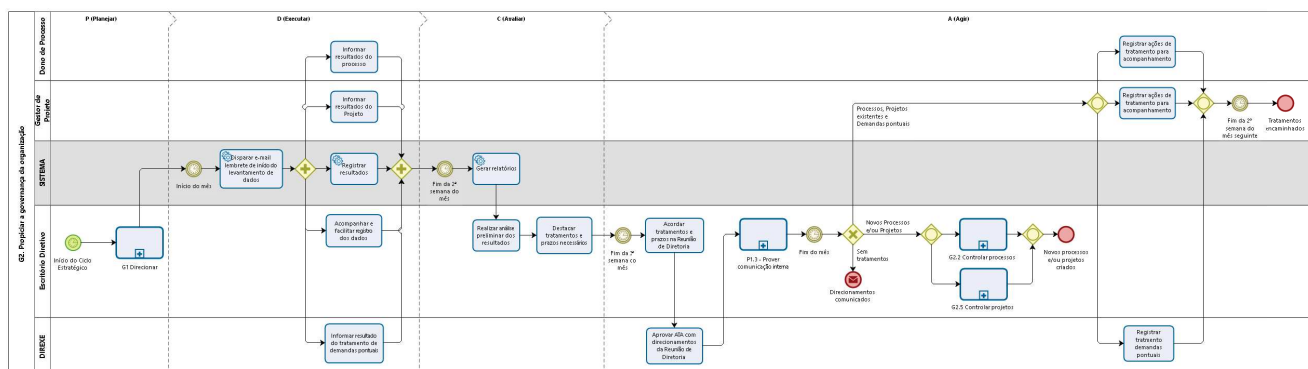 P (Planejar)
D (Executar)
C (Avaliar)
A (Agir)
G2. Propiciar a governança da organização
Dono de Processo
Informar
resultados do
processo
Registrar ações de
tratamento para
acompanhamento
Gestor de
Projeto
Informar
resultados do
Projeto
Processos, Projetos
existentes e
Demandas pontuais
Registrar ações de
tratamento para
acompanhamento
Fim da 2ª
semana do
mês seguinte
Tratamentos
encaminhados
SISTEMA
Início do mês
Disparar e-mail
lembrete de início do
levantamento de
dados
Registrar
resultados
Fim da 2ª
semana do
mês
Gerar relatórios
Escritório Diretivo
Início do Ciclo
Estratégico
G1 Direcionar
Acompanhar e
facilitar registro
dos dados
Realizar análise
preliminar dos
resultados
Destacar
tratamentos e
prazos necessário
Fim da 3ª
semana co
mês
Acordar
tratamentos e
prazos na Reunião
de Diretoria
P1.3 - Prover
comunicação interna
Fim do mês
Sem
tratamentos
Direcionamentos
comunicados
Novos Processos
e/ou Projetos
G2.2 Controlar processos
G2.5 Controlar projetos
Novos processos
e/ou projetos
criados
DIREXE
Informar resultado
do tratamento de
demandas pontuais
Aprovar ATA com
direcionamentos
da Reunião de
Diretoria
Registrar
tratmento
demandas
pontuais